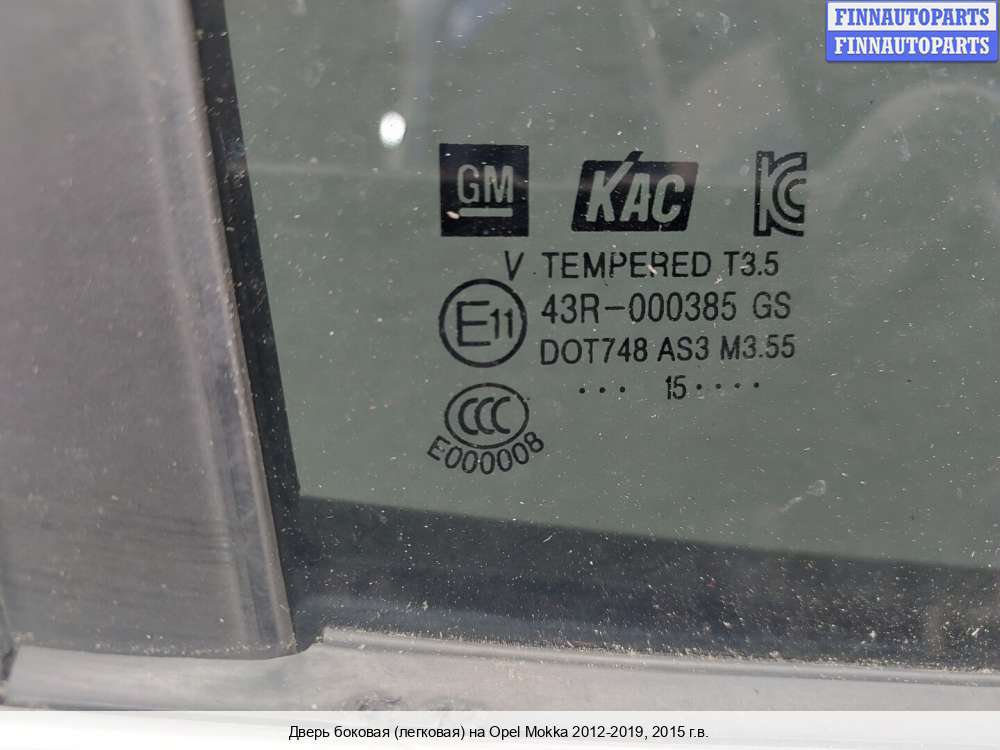 FINNAUTOPARTS
FINNAUTOPARTS
GM KAC KC
V TEMPERED T3.5
E11 43R-000385 GS
DOT748 AS3 M3.55
... 15 ....
CCC
E000008
Дверь боковая (легковая) на Opel Mokka 2012-2019, 2015 г.в.